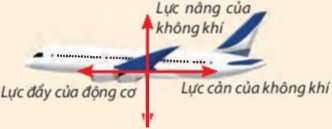 Lực nâng của
không khí
Lực đẩy của động cơ
Lực cản của không khí